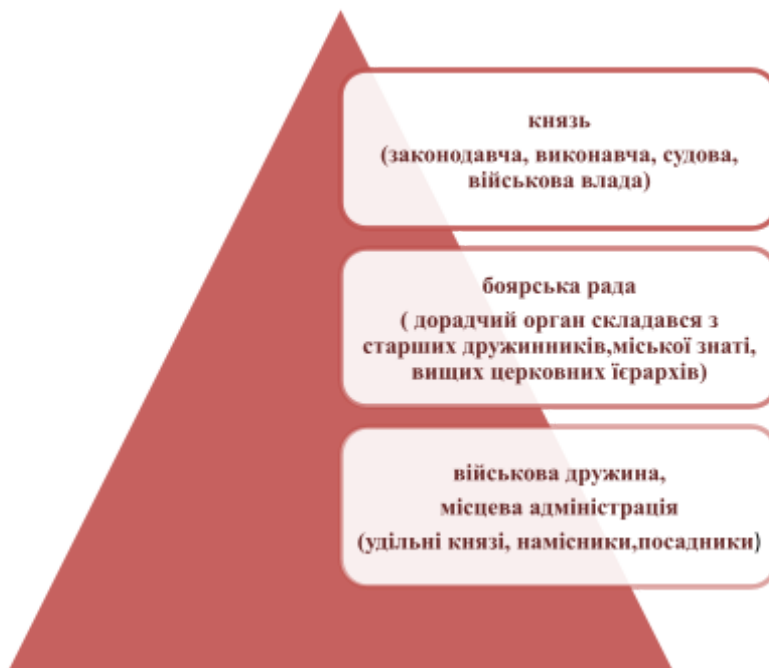 князь
(законодавча, виконавча, судова,
військова влада)
боярська рада
( дорадчий орган складався з
старших дружинників,міської знаті,
вищих церковних їєрархів)
військова дружина,
місцева адміністрація
(удільні князі, намісники,посадники)